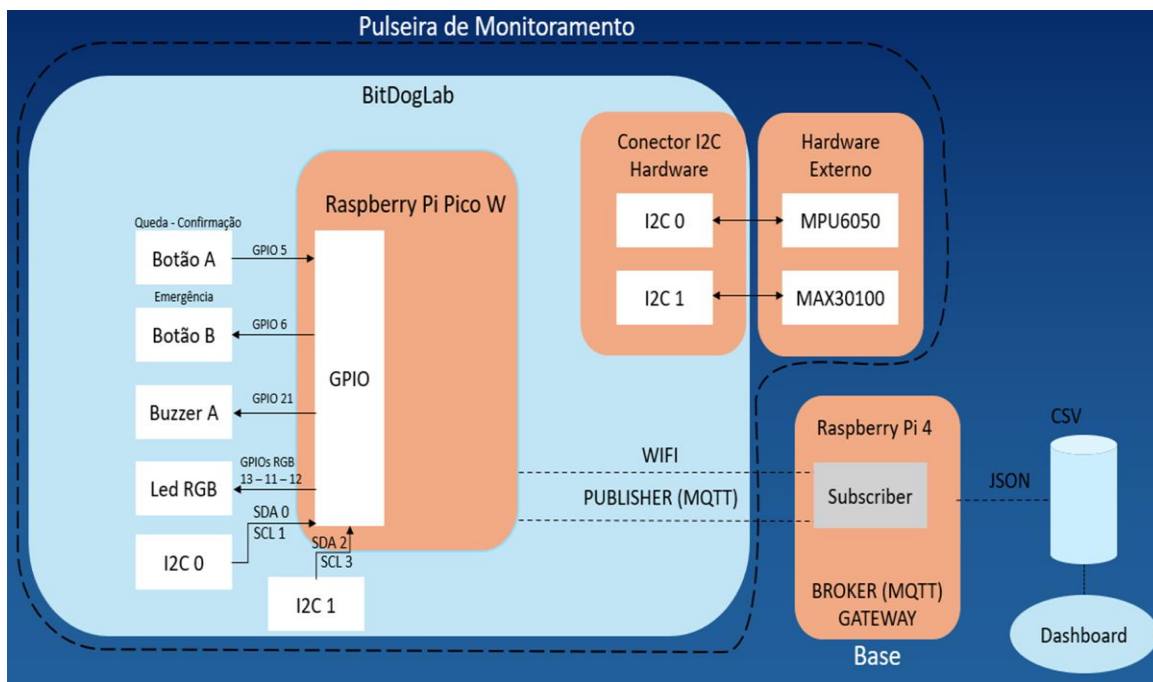 Pulseira de Monitoramento
BitDogLab
Conector I2C
Hardware
Hardware
Externo
Raspberry Pi Pico W
I2C 0
MPU6050
I2C 1
MAX30100
Queda - Confirmação
Botão A
GPIO 5
Emergência
Botão B
GPIO 6
GPIO
Buzzer A
GPIO 21
GPIOs RGB
13 – 11 – 12
Led RGB
SDA 0
SCL 1
I2C 0
SDA 2
SCL 3
I2C 1
WIFI
PUBLISHER (MQTT)
Raspberry Pi 4
Subscriber
BROKER (MQTT)
GATEWAY
Base
CSV
JSON
Dashboard